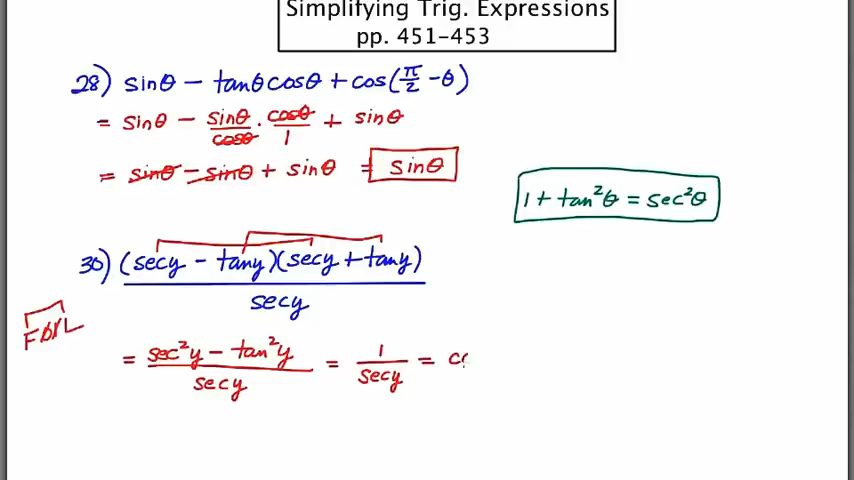 Simplifying Trig. Expressions
pp. 451-453
28) sinθ - tanθcosθ + cos(π/2 - θ)
= sinθ - sinθ/cosθ · cosθ/1 + sinθ
= sinθ - sinθ + sinθ = sinθ
1 + tan²θ = sec²θ
30) (secy - tany)(secy + tany)
secy
FOIL
= sec²y - tan²y / secy = 1/secy = co